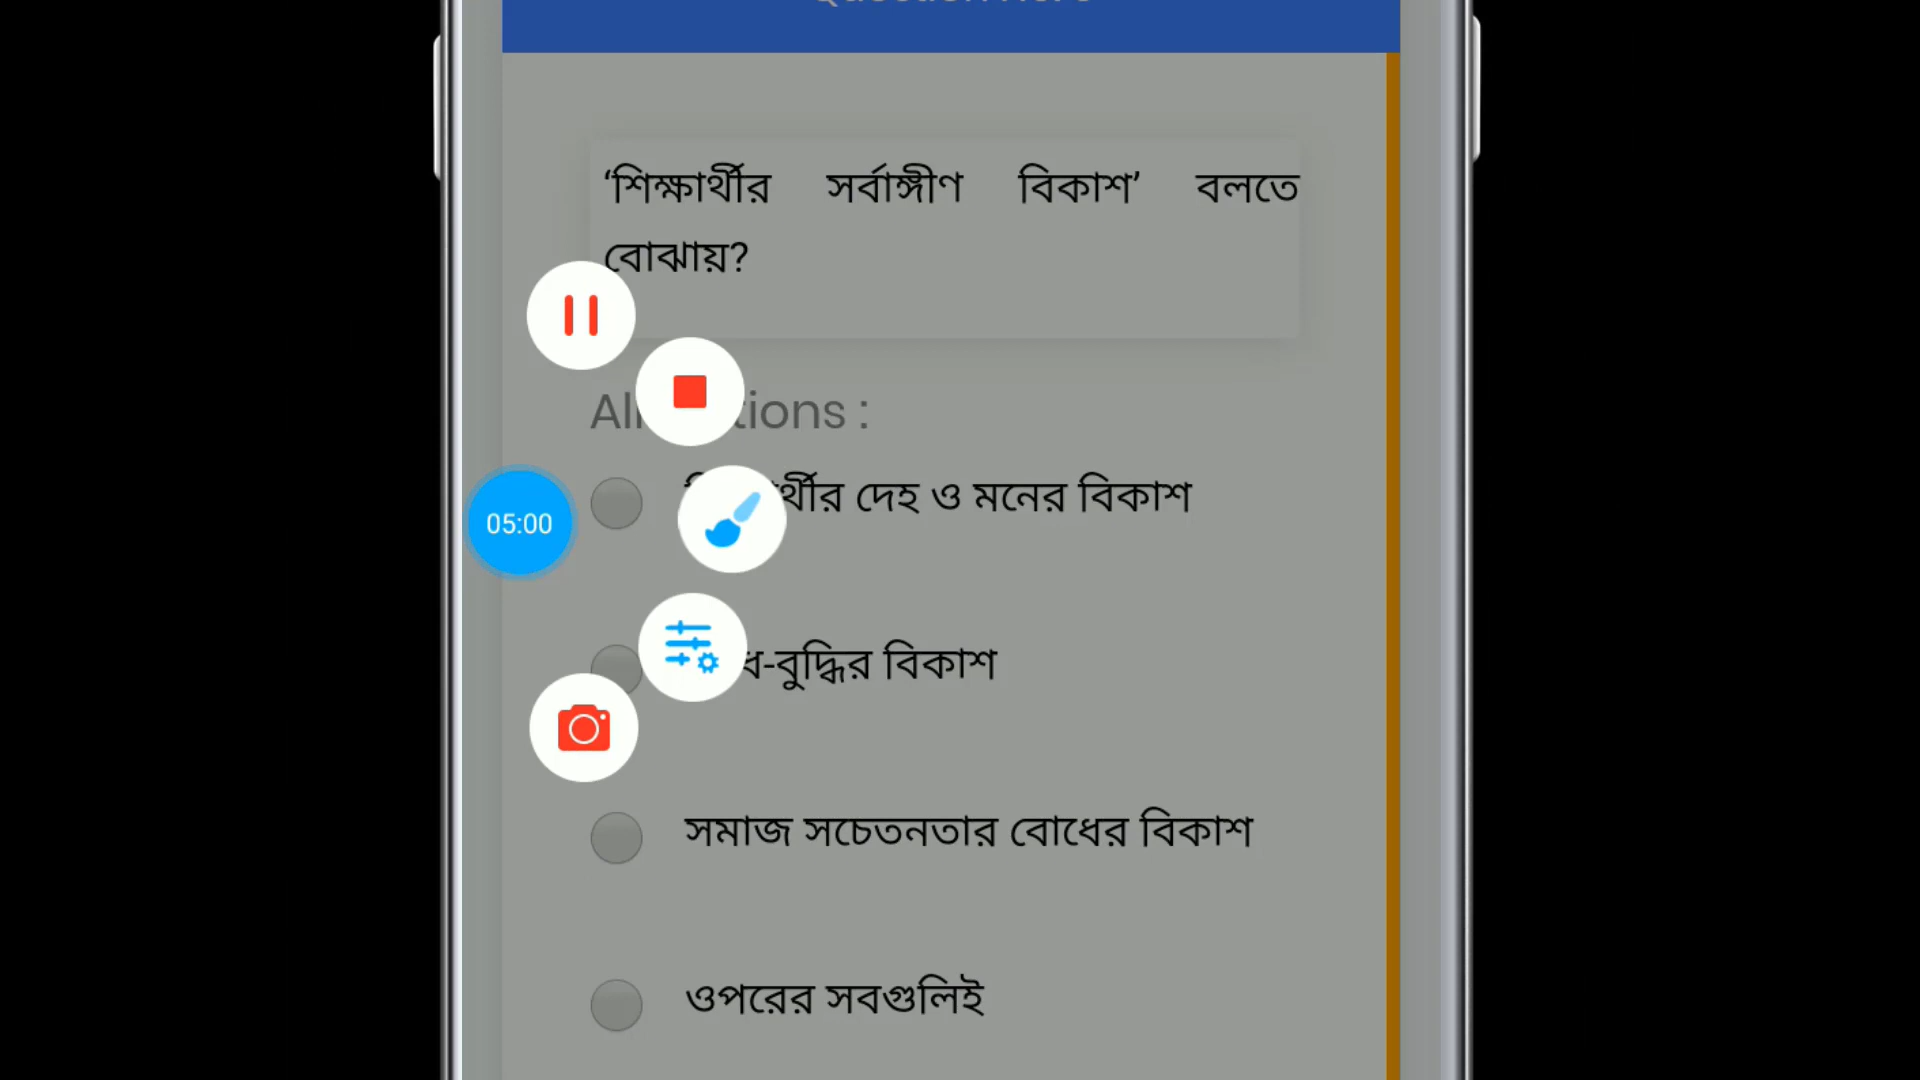 ‘শিক্ষার্থীর সর্বাঙ্গীণ বিকাশ’ বলতে
বোঝায়?
:
দেহ ও মনের বিকাশ
05:00
বিকাশ
সমাজ সচেতনতার বোধের বিকাশ
ওপরের সবগুলিই